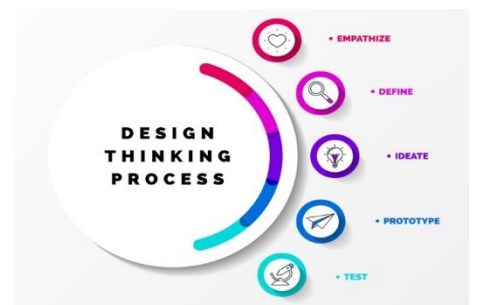 DESIGN
THINKING
PROCESS
• EMPATHIZE
• DEFINE
• IDEATE
• PROTOTYPE
• TEST